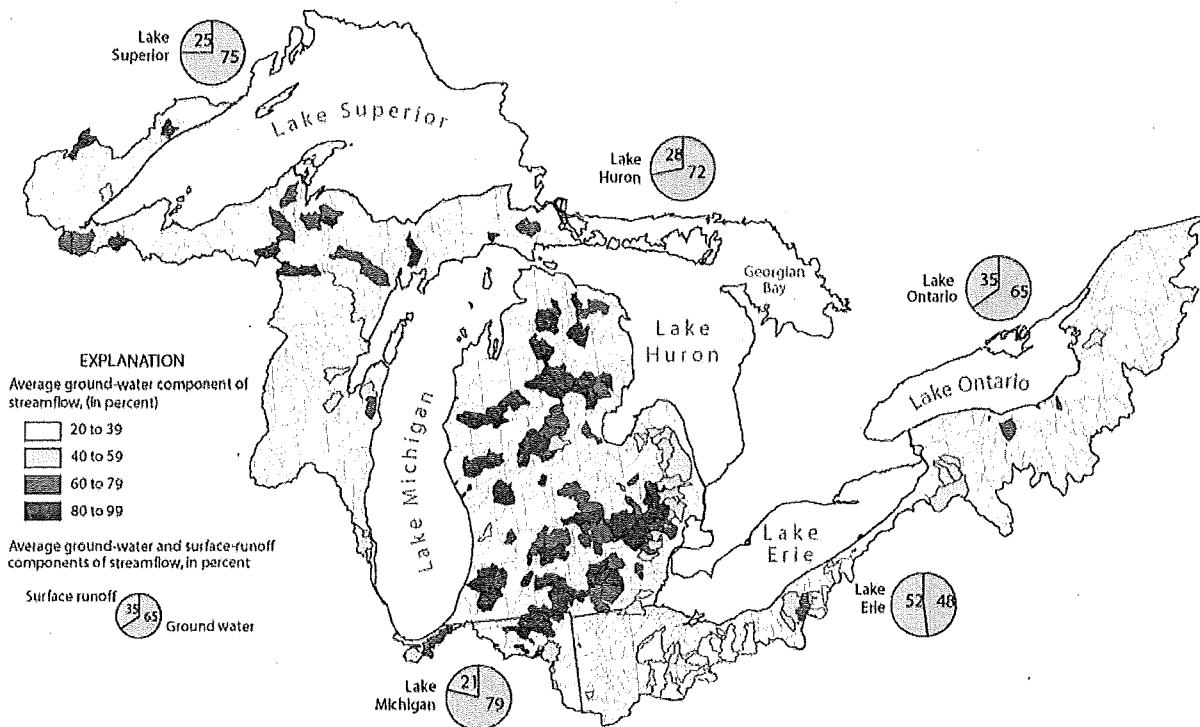 Lake
Superior
25
75
Lake Superior
Lake
Huron
28
72
Georgian
Bay
Lake
Ontario
35
65
Lake
Huron
Lake Ontario
EXPLANATION
Average ground-water component of
streamflow, (in percent)
20 to 39
40 to 59
60 to 79
80 to 99
Average ground-water and surface-runoff
components of streamflow, in percent
Surface runoff
35
65
Ground water
Lake Michigan
Lake
Erie
Lake
Erie
52
48
Lake
Michigan
21
79